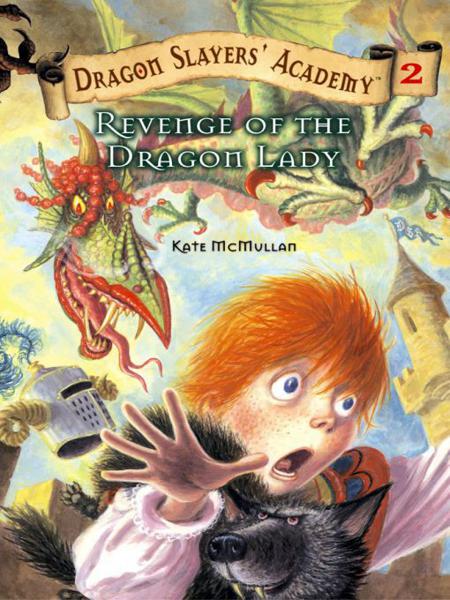 Dragon Slayers' Academy™ 2
Revenge of the
Dragon Lady
Kate McMullan